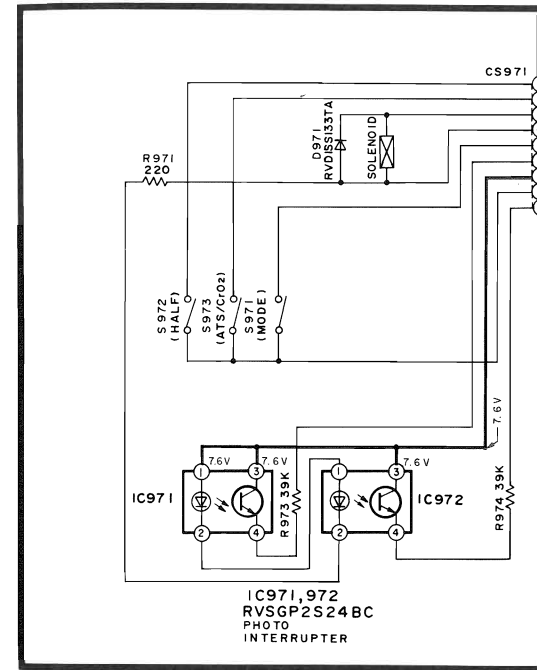 CS971
D971
RVDISS133TA
SOLENOID
R971
220
S972
(HALF)
S973
(ATS/CrO2)
S971
(MODE)
7.6V
7.6V
7.6V
7.6V
1
3
1
3
IC971
R973 39K
IC972
R974 39K
2
4
2
4
IC971,972
RVSGP2S24BC
PHOTO
INTERRUPTER